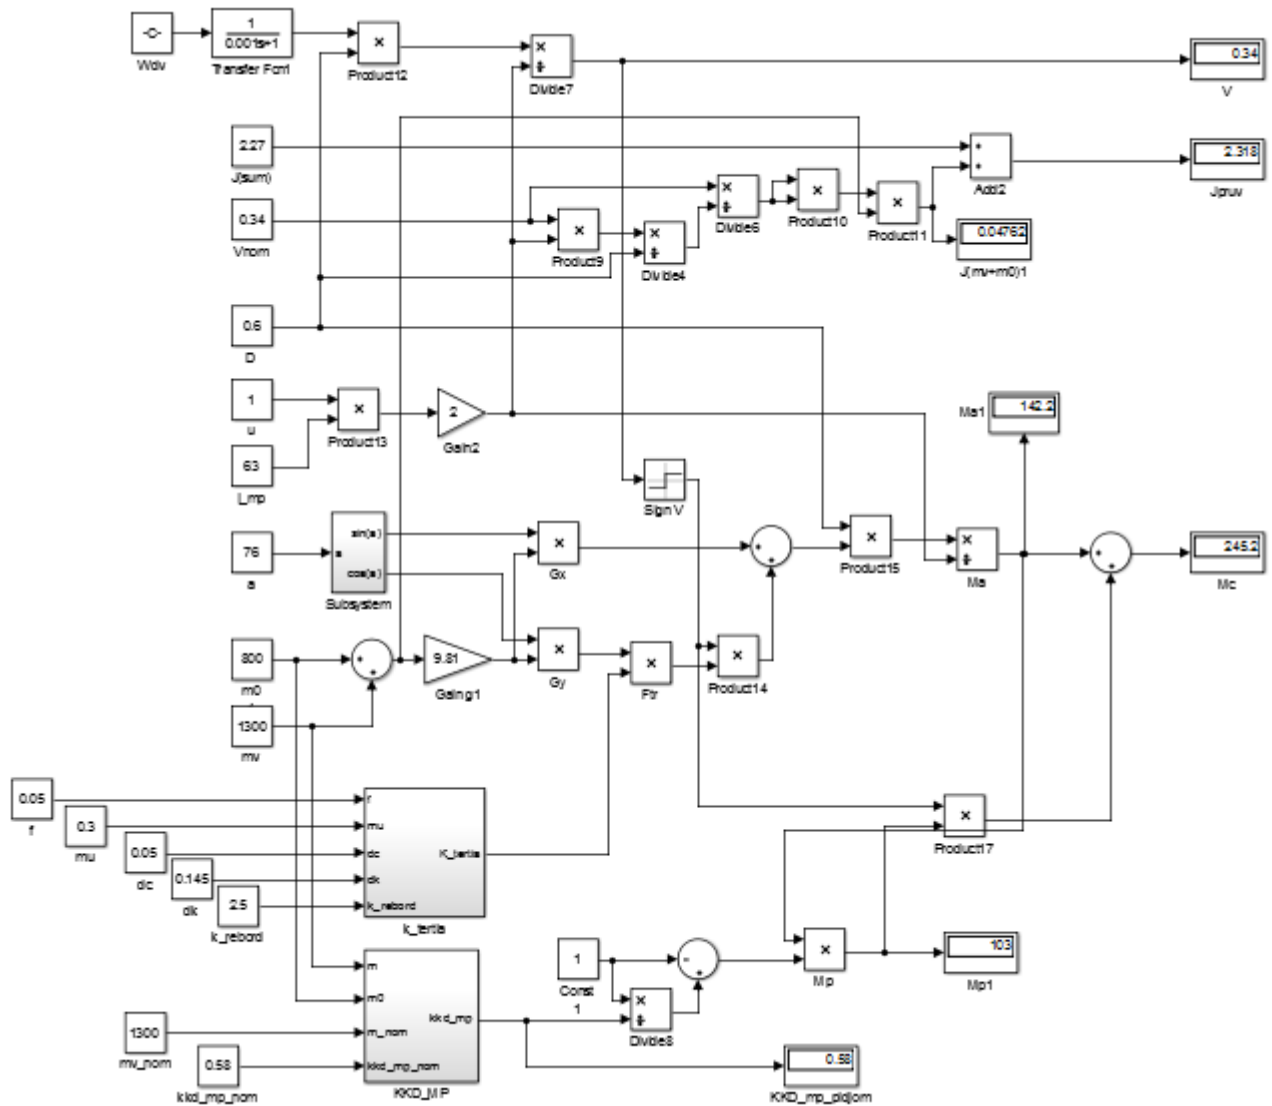 -C-
Wdv
1
0.001s+1
Transfer Fcn1
×
Product12
×
÷
Divide7
0.34
V
2.27
J(sum)
0.34
Vnom
×
Product9
×
÷
Divide4
×
÷
Divide6
×
Product10
×
Product11
+
+
Add2
2.318
Jpruv
0.04762
J(mv+m0)1
0.6
D
1
u
63
i_mp
×
Product13
2
Gain2
Sign V
142.2
Ma1
76
a
a
sin(a)
cos(a)
Subsystem
×
Gx
+
+
×
Product15
×
÷
Ma
+
+
245.2
Mc
800
m0
1300
mv
+
+
9.81
Gain g1
×
Gy
×
Ftr
×
Product14
0.05
f
0.3
mu
0.05
dc
0.145
dk
2.5
k_rebord
f
mu
dc
dk
k_rebord
K_tertia
k_tertia
×
Product17
1300
mv_nom
0.58
kkd_mp_nom
m
m0
m_nom
kkd_mp_nom
kkd_mp
KKD_MP
1
Const
1
×
÷
Divide8
-
+
×
Mp
103
Mp1
0.58
KKD_mp_pidjom